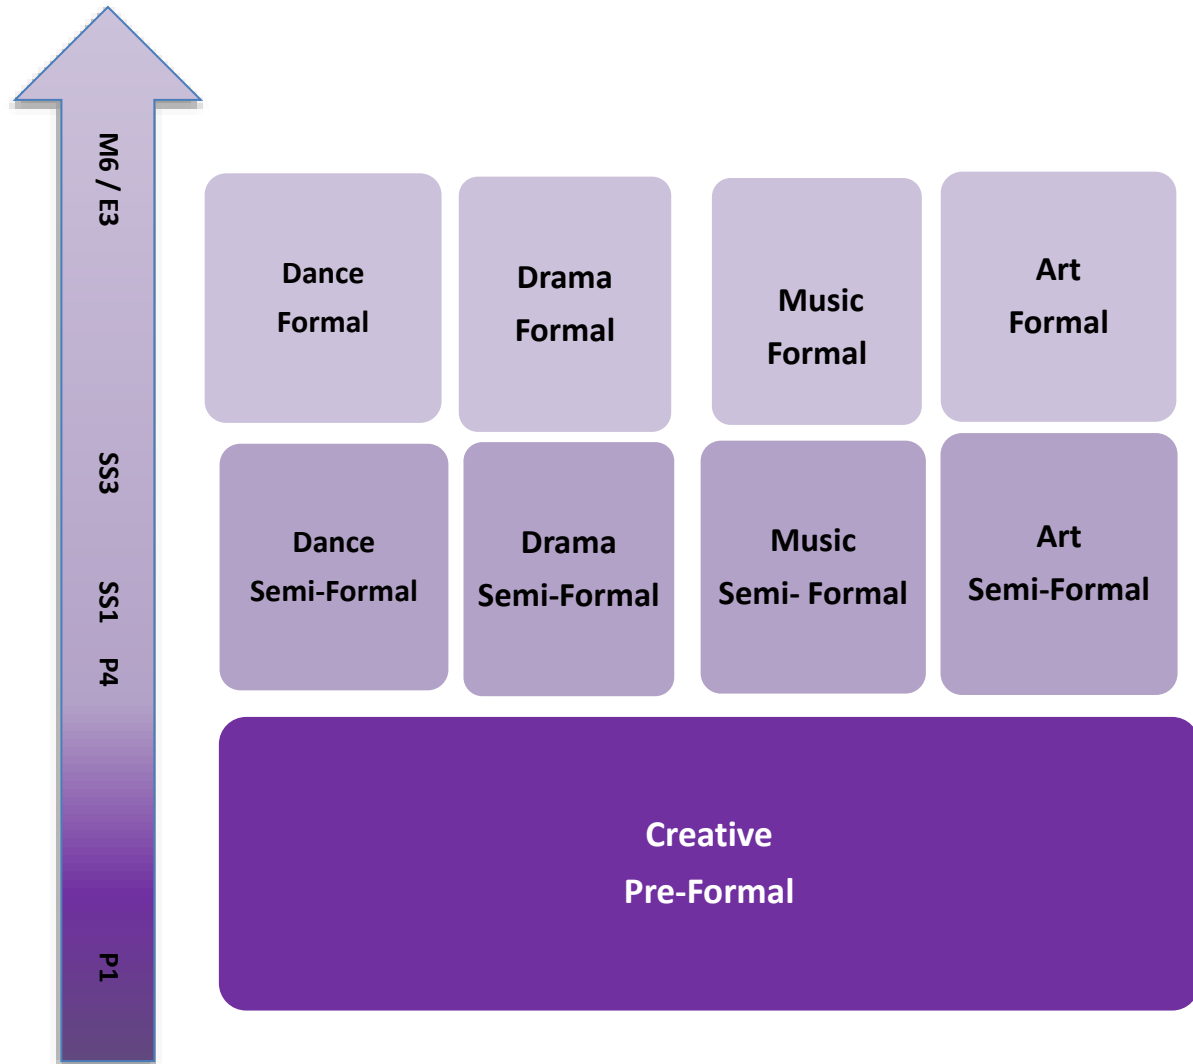 M6 / E3
SS3
SS1
P4
P1
Dance
Formal
Drama
Formal
Music
Formal
Art
Formal
Dance
Semi-Formal
Drama
Semi-Formal
Music
Semi- Formal
Art
Semi-Formal
Creative
Pre-Formal